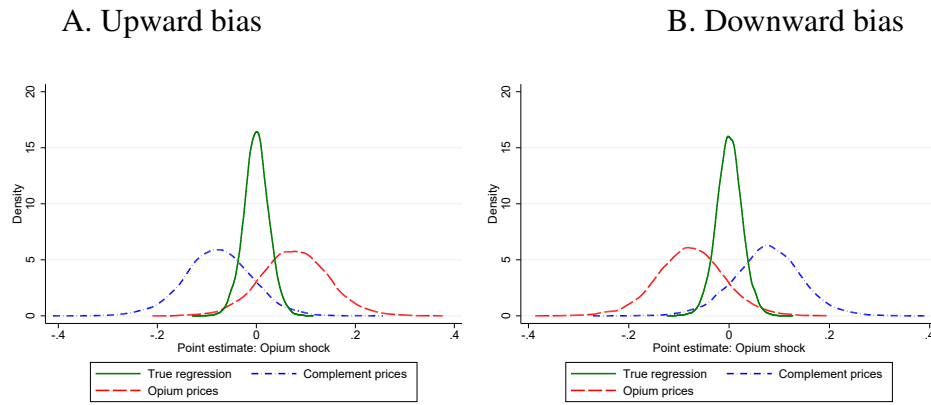 A. Upward bias
20
15
10
5
0
Density
-.4 -.2 0 .2 .4
Point estimate: Opium shock
True regression Complement prices
Opium prices
B. Downward bias
20
15
10
5
0
Density
-.4 -.2 0 .2 .4
Point estimate: Opium shock
True regression Complement prices
Opium prices